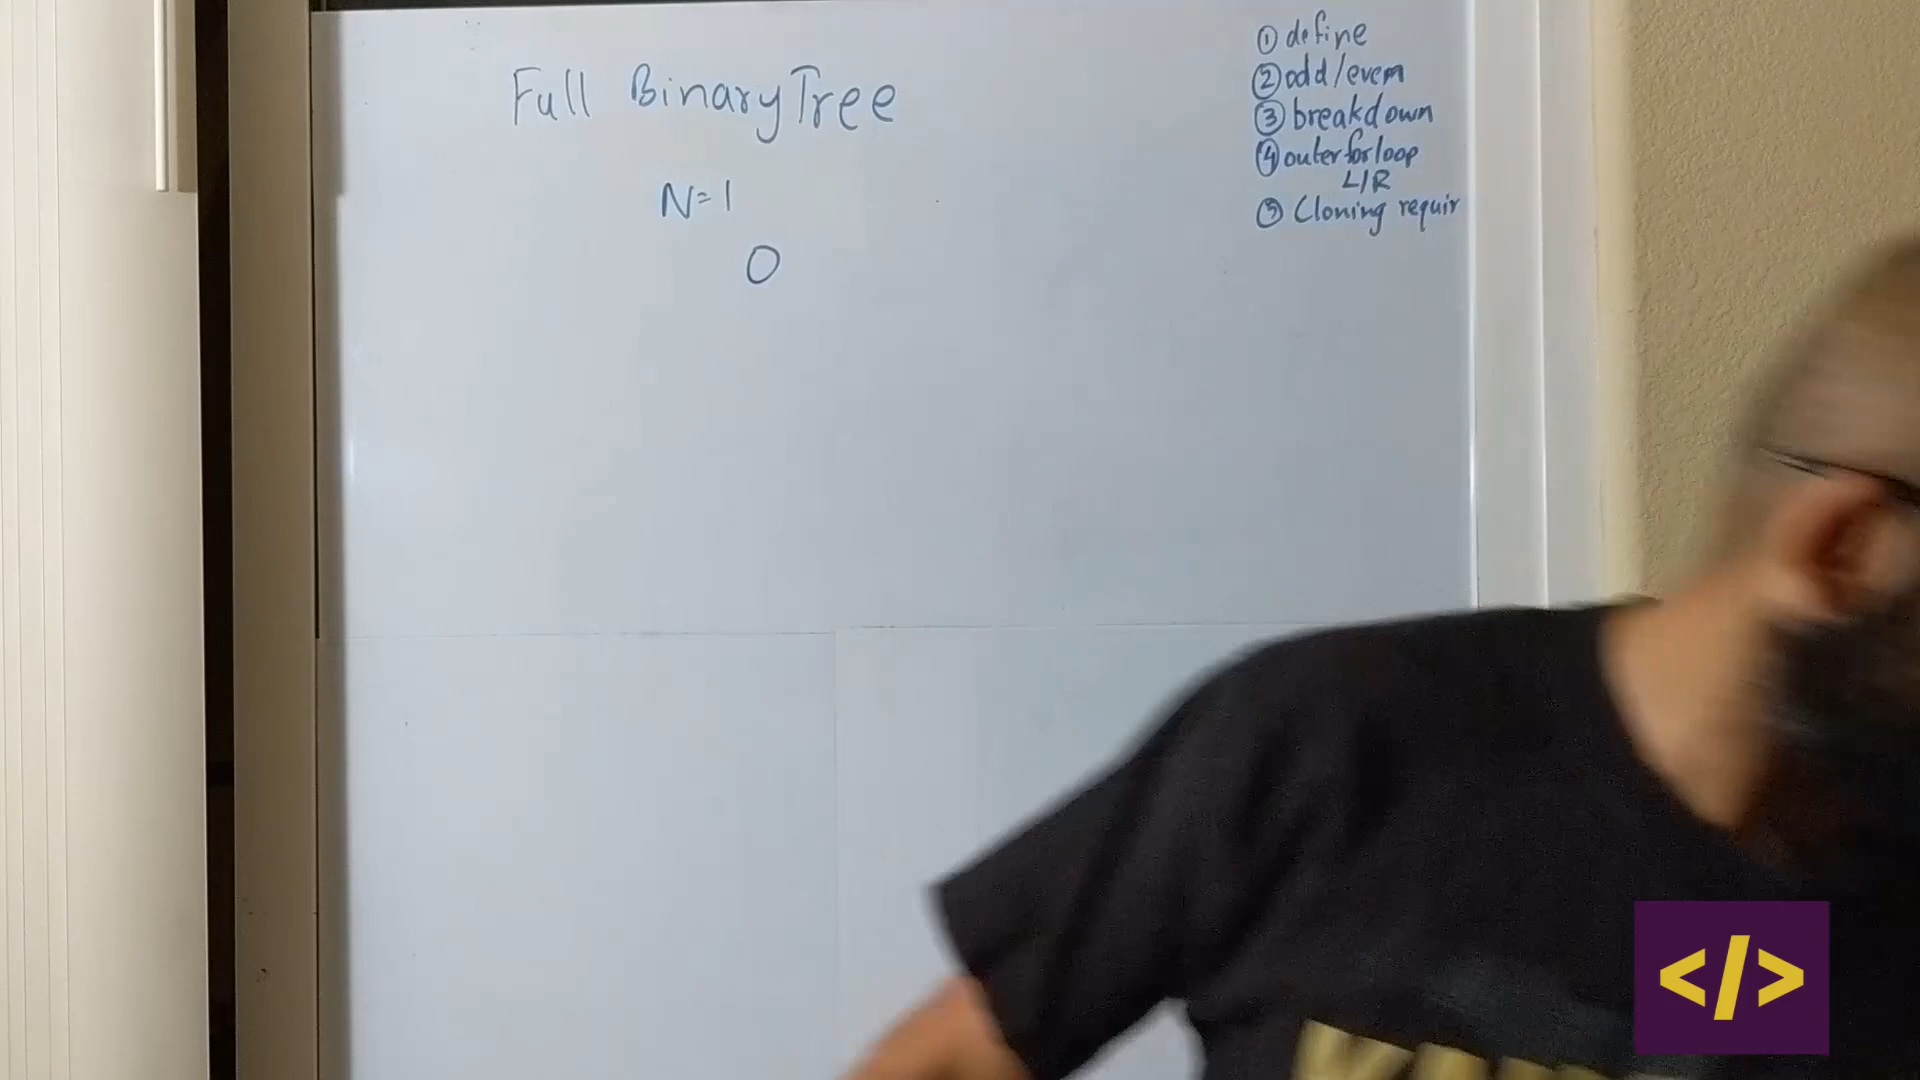 Full Binary Tree
N=1
① define
② odd/even
③ breakdown
④ outer for loop
L/R
⑤ Cloning requir
</>